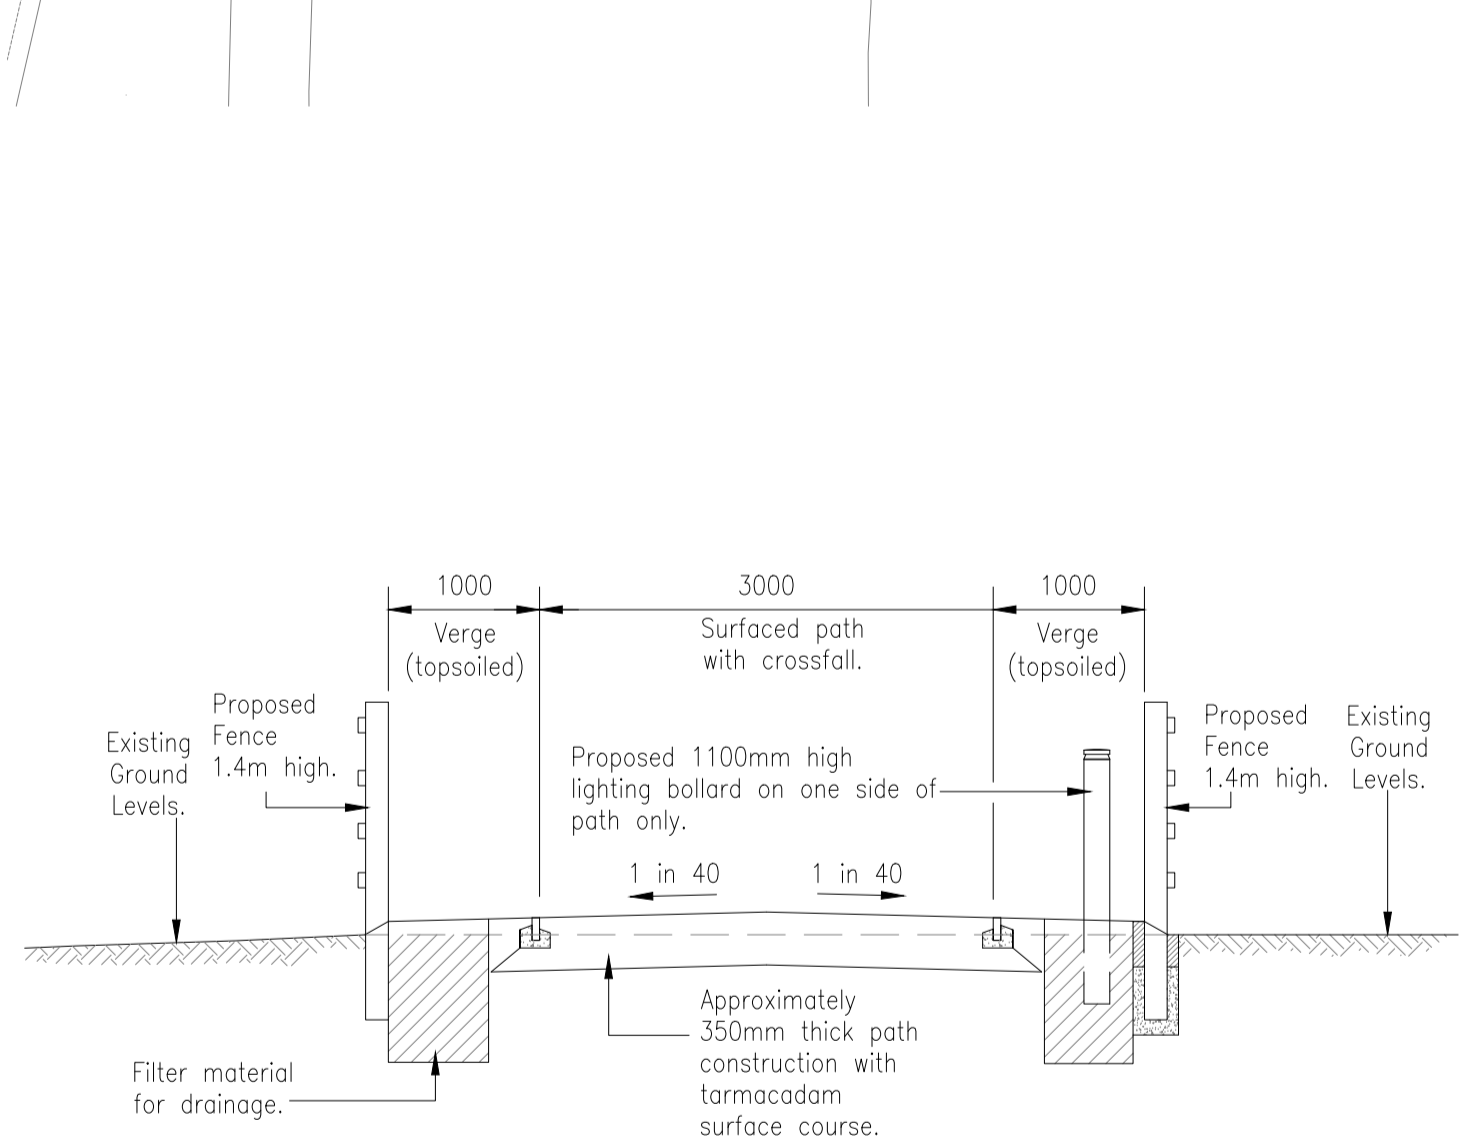 1000
3000
1000
Verge
(topsoiled)
Surfaced path
with crossfall.
Verge
(topsoiled)
Proposed
Fence
1.4m high.
Existing
Ground
Levels.
Proposed 1100mm high
lighting bollard on one side of
path only.
Proposed
Fence
1.4m high.
Existing
Ground
Levels.
1 in 40
1 in 40
Approximately
350mm thick path
construction with
tarmacadam
surface course.
Filter material
for drainage.